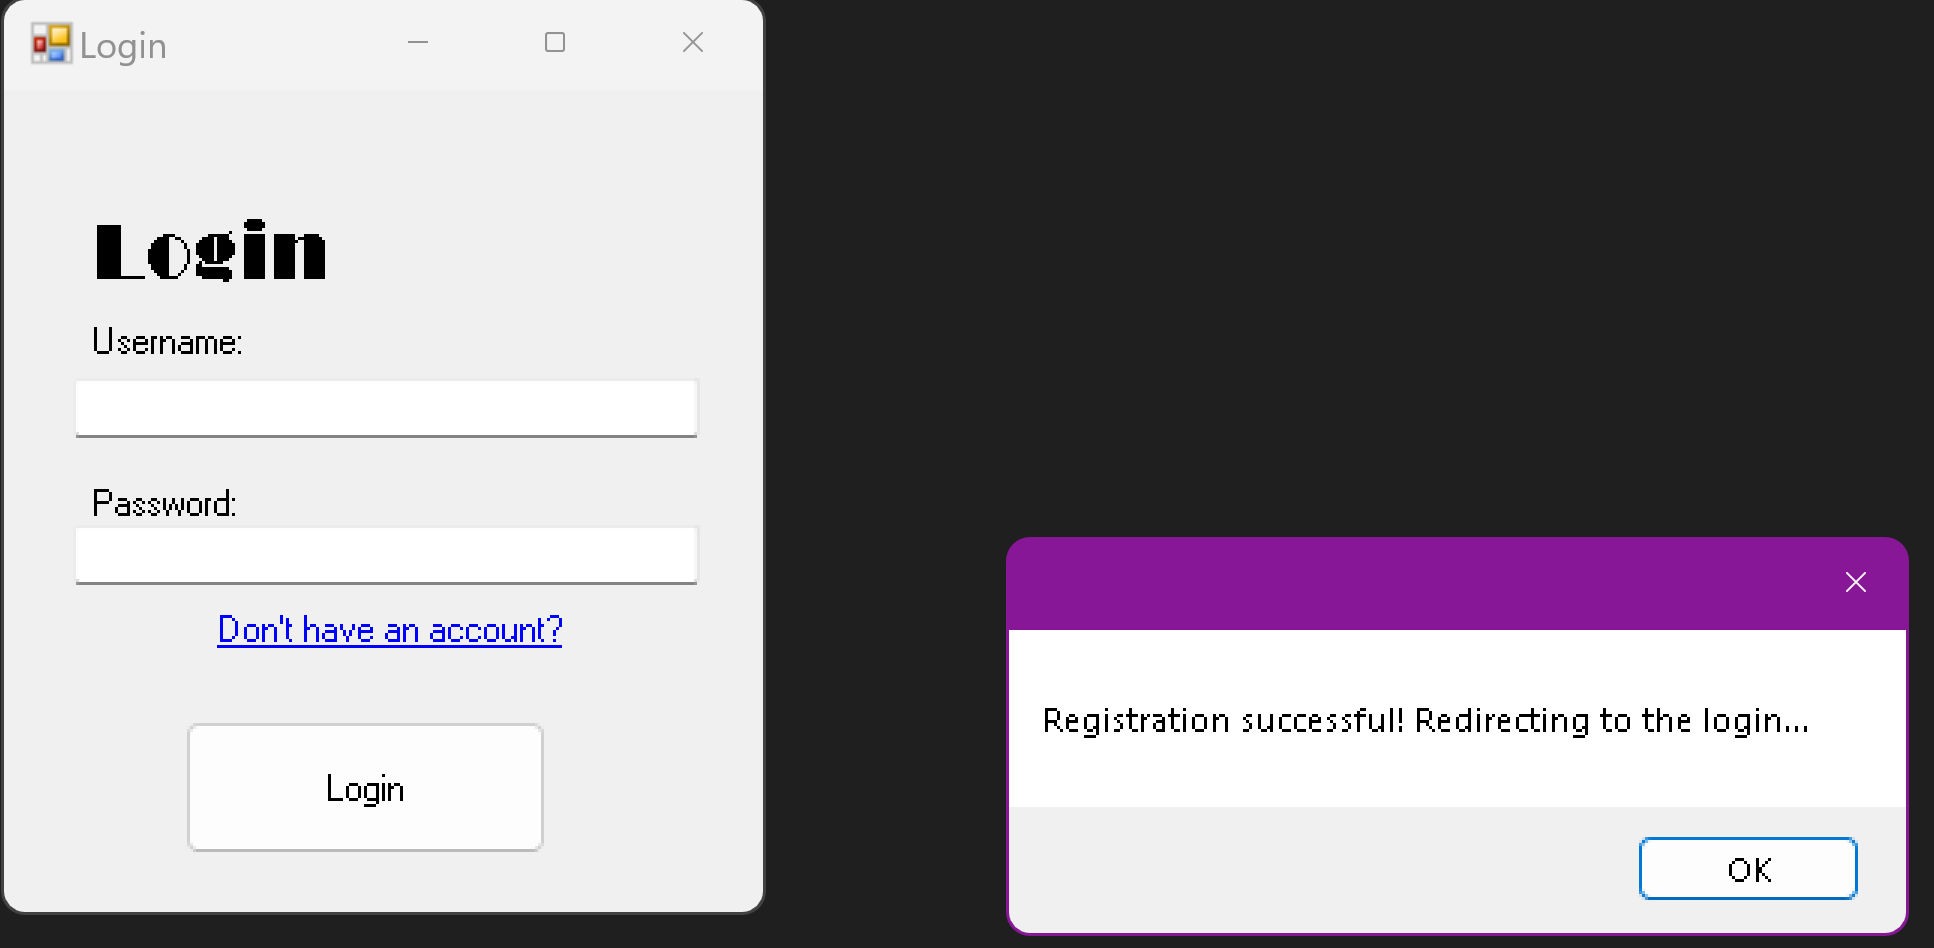 Login
Login
Username:
Password:
Don't have an account?
Login
Registration successful! Redirecting to the login...
OK